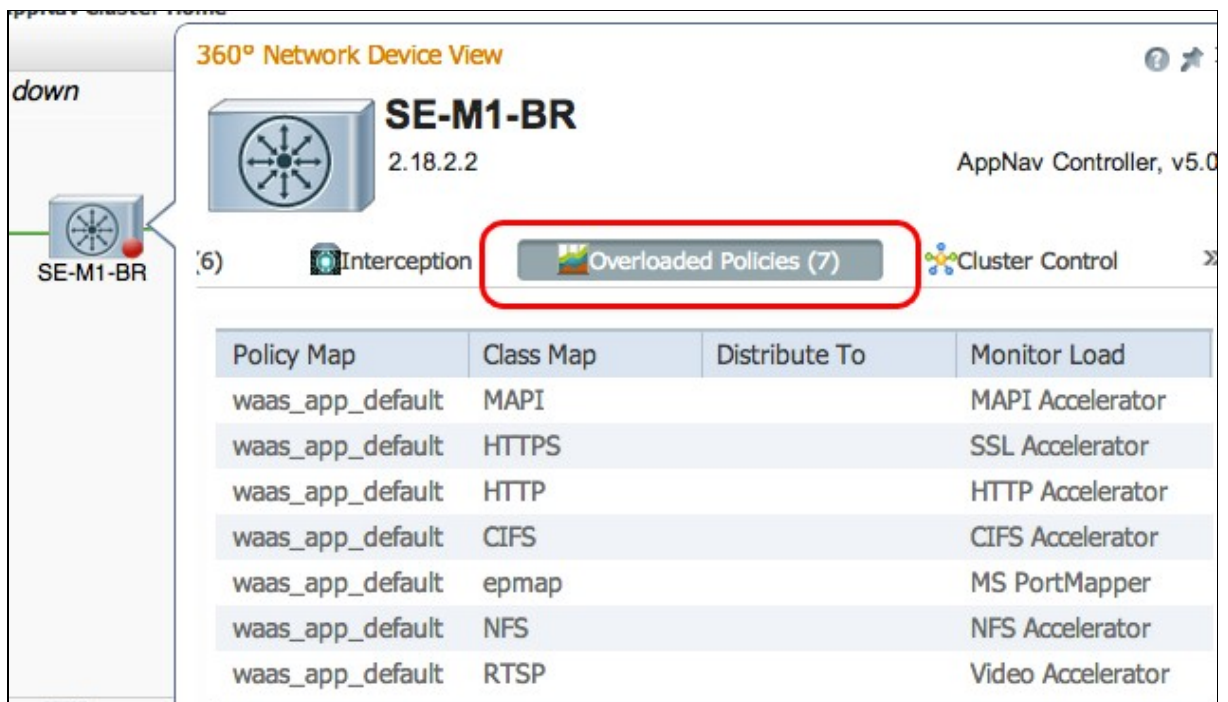 AppNav Cluster Home
360° Network Device View
down
SE-M1-BR
2.18.2.2
AppNav Controller, v5.0
SE-M1-BR
(6) Interception Overloaded Policies (7) Cluster Control »
Policy Map Class Map Distribute To Monitor Load
waas_app_default MAPI MAPI Accelerator
waas_app_default HTTPS SSL Accelerator
waas_app_default HTTP HTTP Accelerator
waas_app_default CIFS CIFS Accelerator
waas_app_default epmap MS PortMapper
waas_app_default NFS NFS Accelerator
waas_app_default RTSP Video Accelerator